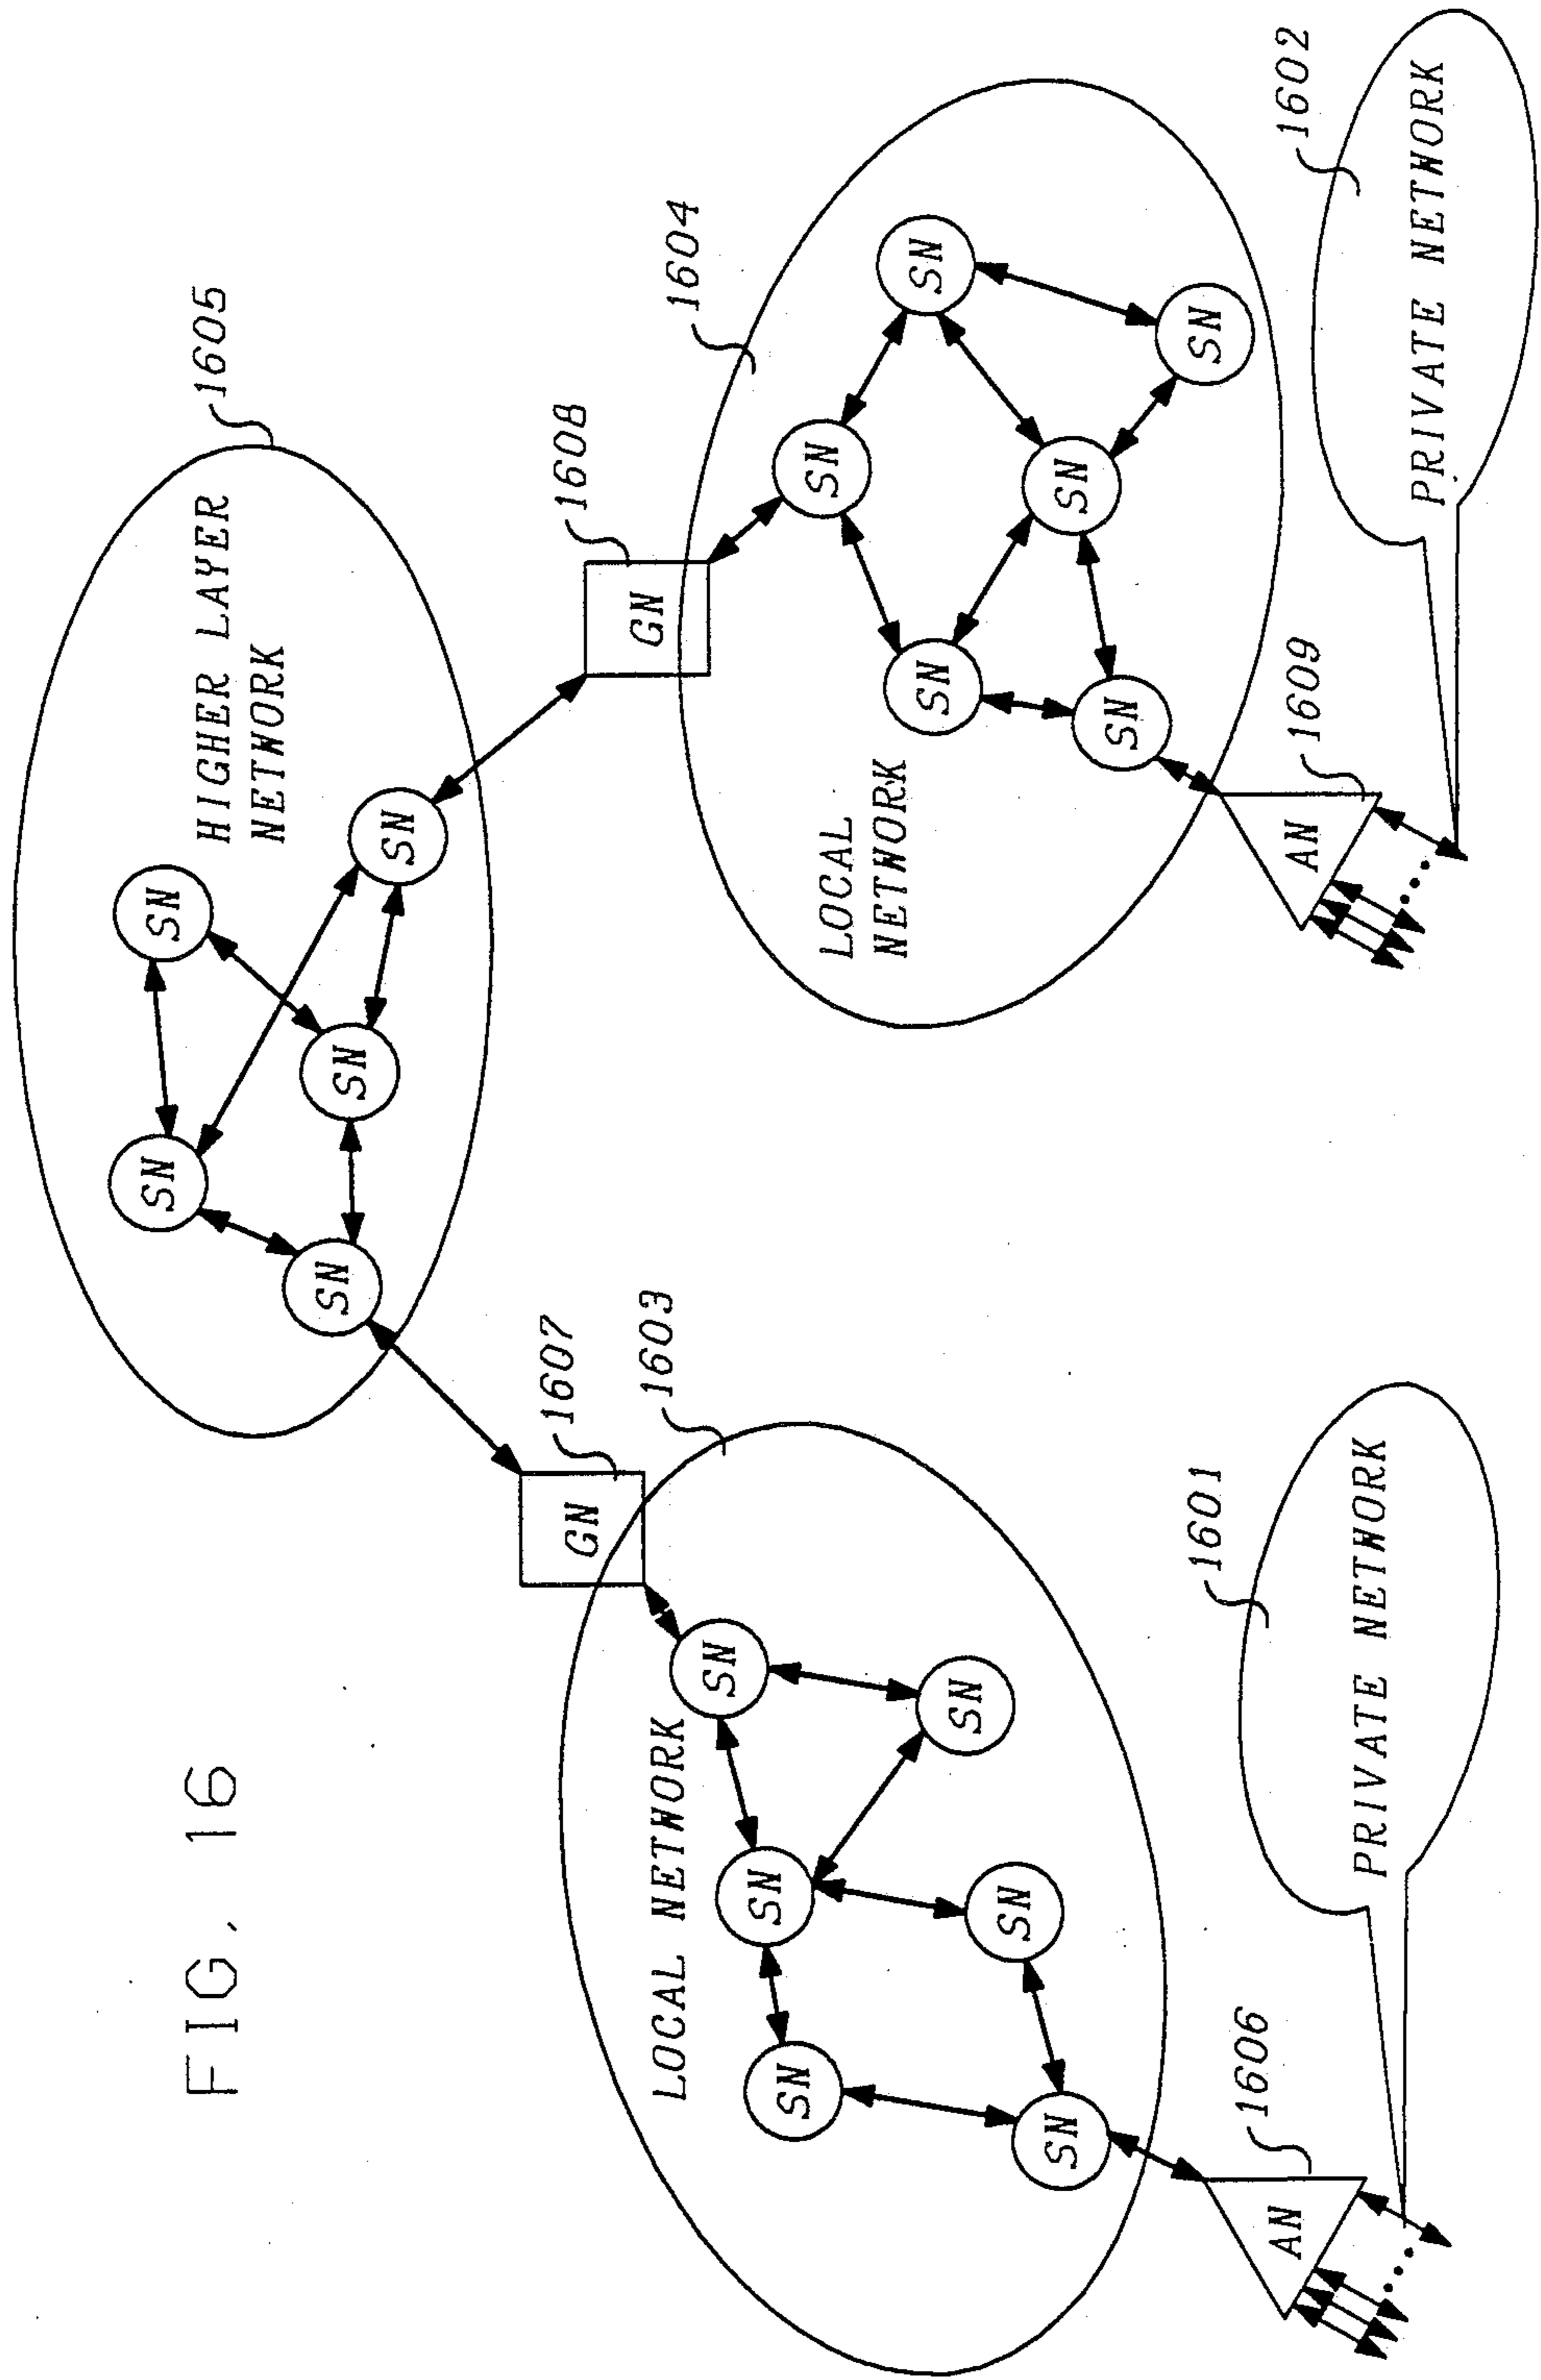 FIG. 16
HIGHER LAYER
NETWORK
1605
SN
SN
SN
SN
SN
GN
1607
GN
1608
LOCAL NETWORK
1603
SN
SN
SN
SN
SN
SN
LOCAL
NETWORK
1604
SN
SN
SN
SN
SN
SN
AN
1606
AN
1609
PRIVATE NETWORK
1601
PRIVATE NETWORK
1602